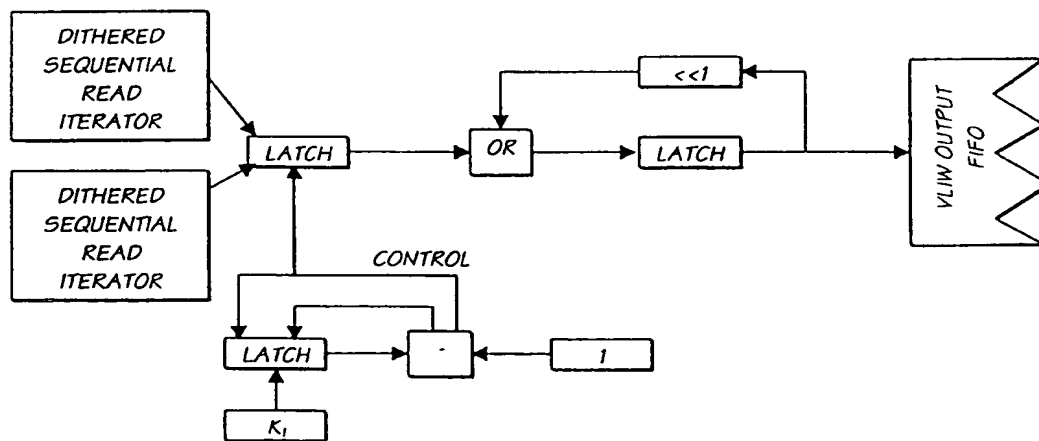 DITHERED
SEQUENTIAL
READ
ITERATOR
<<1
LATCH
OR
LATCH
VLIW OUTPUT
FIFO
DITHERED
SEQUENTIAL
READ
ITERATOR
CONTROL
LATCH
-
1
K₁